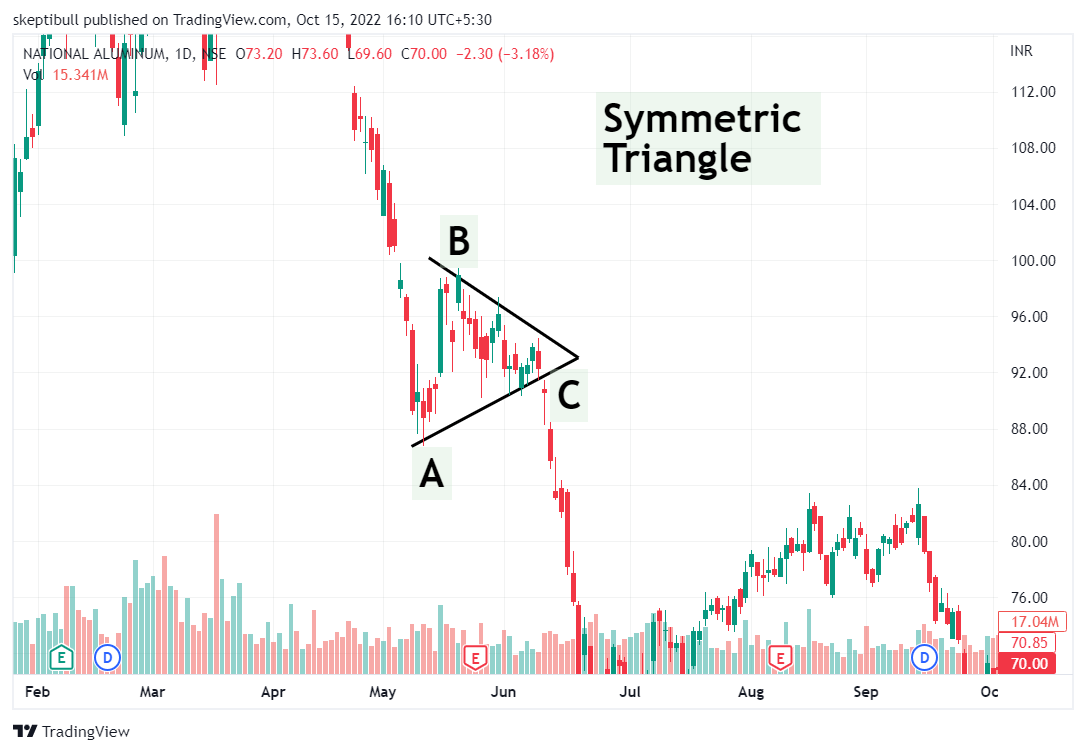 skeptibull published on TradingView.com, Oct 15, 2022 16:10 UTC+5:30
NATIONAL ALUMINUM, 1D, NSE O73.20 H73.60 L69.60 C70.00 −2.30 (−3.18%)
Vol 15.341M
INR
112.00
Symmetric
Triangle
108.00
104.00
B
100.00
96.00
92.00
C
88.00
A
84.00
80.00
76.00
17.04M
70.85
70.00
E D E E D
Feb Mar Apr May Jun Jul Aug Sep Oc
TradingView